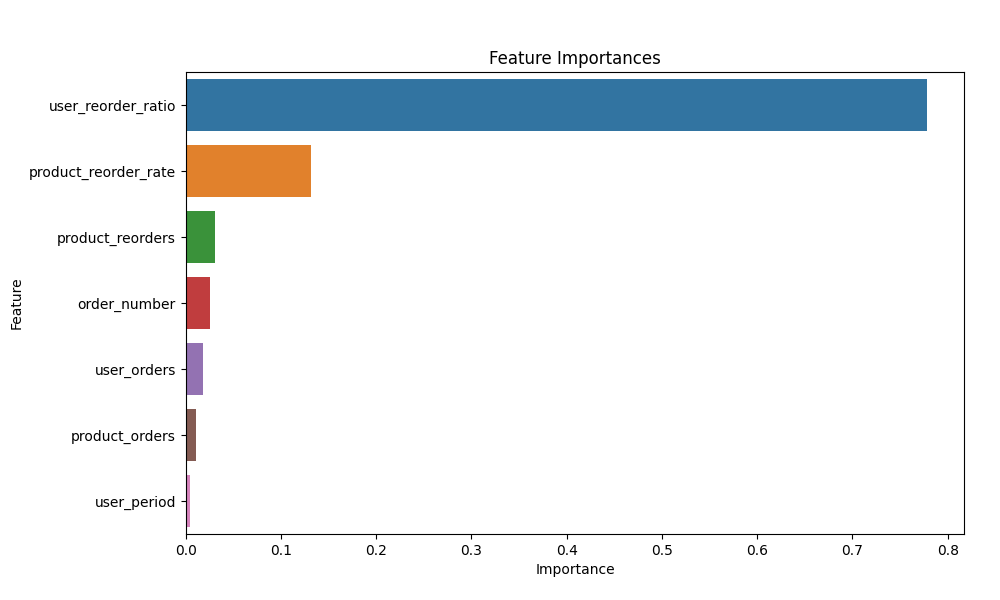 Feature Importances
Feature
user_reorder_ratio
product_reorder_rate
product_reorders
order_number
user_orders
product_orders
user_period
0.0 0.1 0.2 0.3 0.4 0.5 0.6 0.7 0.8
Importance